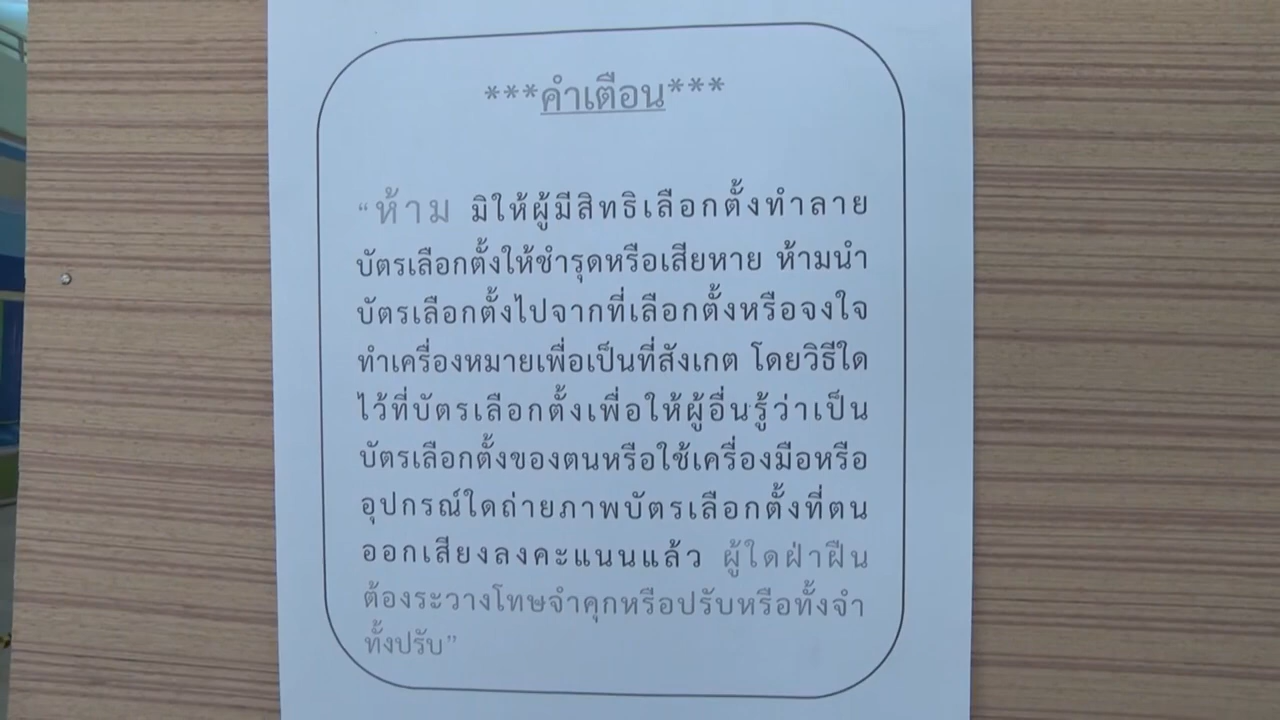 ***คำเตือน***
“ห้าม มิให้ผู้มีสิทธิเลือกตั้งทำลาย
บัตรเลือกตั้งให้ชำรุดหรือเสียหาย ห้ามนำ
บัตรเลือกตั้งไปจากที่เลือกตั้งหรือจงใจ
ทำเครื่องหมายเพื่อเป็นที่สังเกต โดยวิธีใด
ไว้ที่บัตรเลือกตั้งเพื่อให้ผู้อื่นรู้ว่าเป็น
บัตรเลือกตั้งของตนหรือใช้เครื่องมือหรือ
อุปกรณ์ใดถ่ายภาพบัตรเลือกตั้งที่ตน
ออกเสียงลงคะแนนแล้ว ผู้ใดฝ่าฝืน
ต้องระวางโทษจำคุกหรือปรับหรือทั้งจำ
ทั้งปรับ”